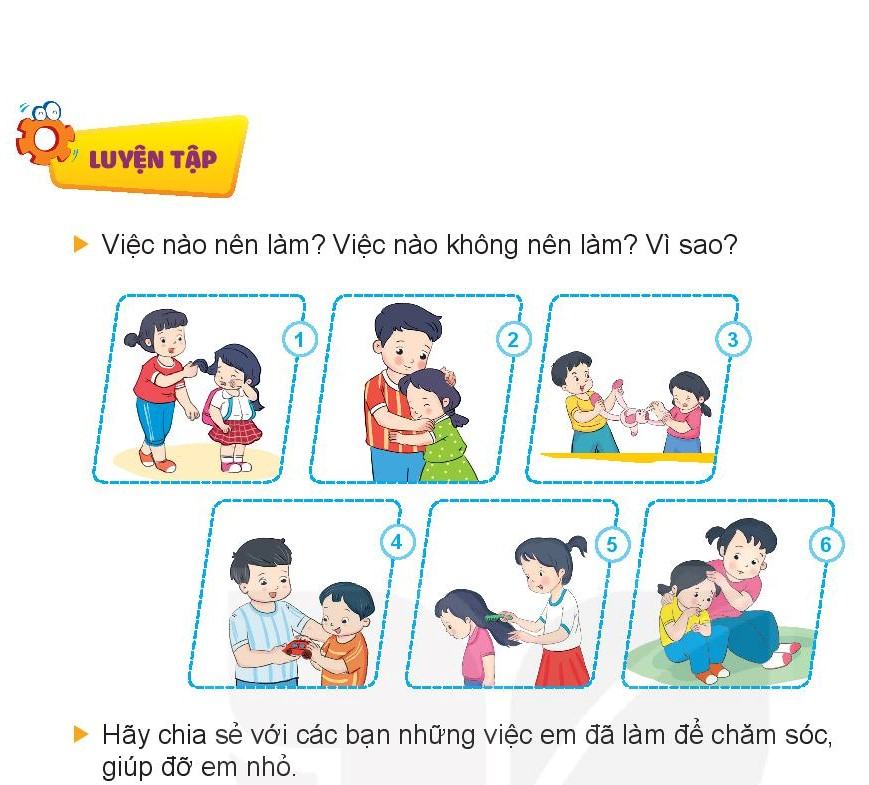 LUYỆN TẬP
Việc nào nên làm? Việc nào không nên làm? Vì sao?
1
2
3
4
5
6
Hãy chia sẻ với các bạn những việc em đã làm để chăm sóc,
giúp đỡ em nhỏ.